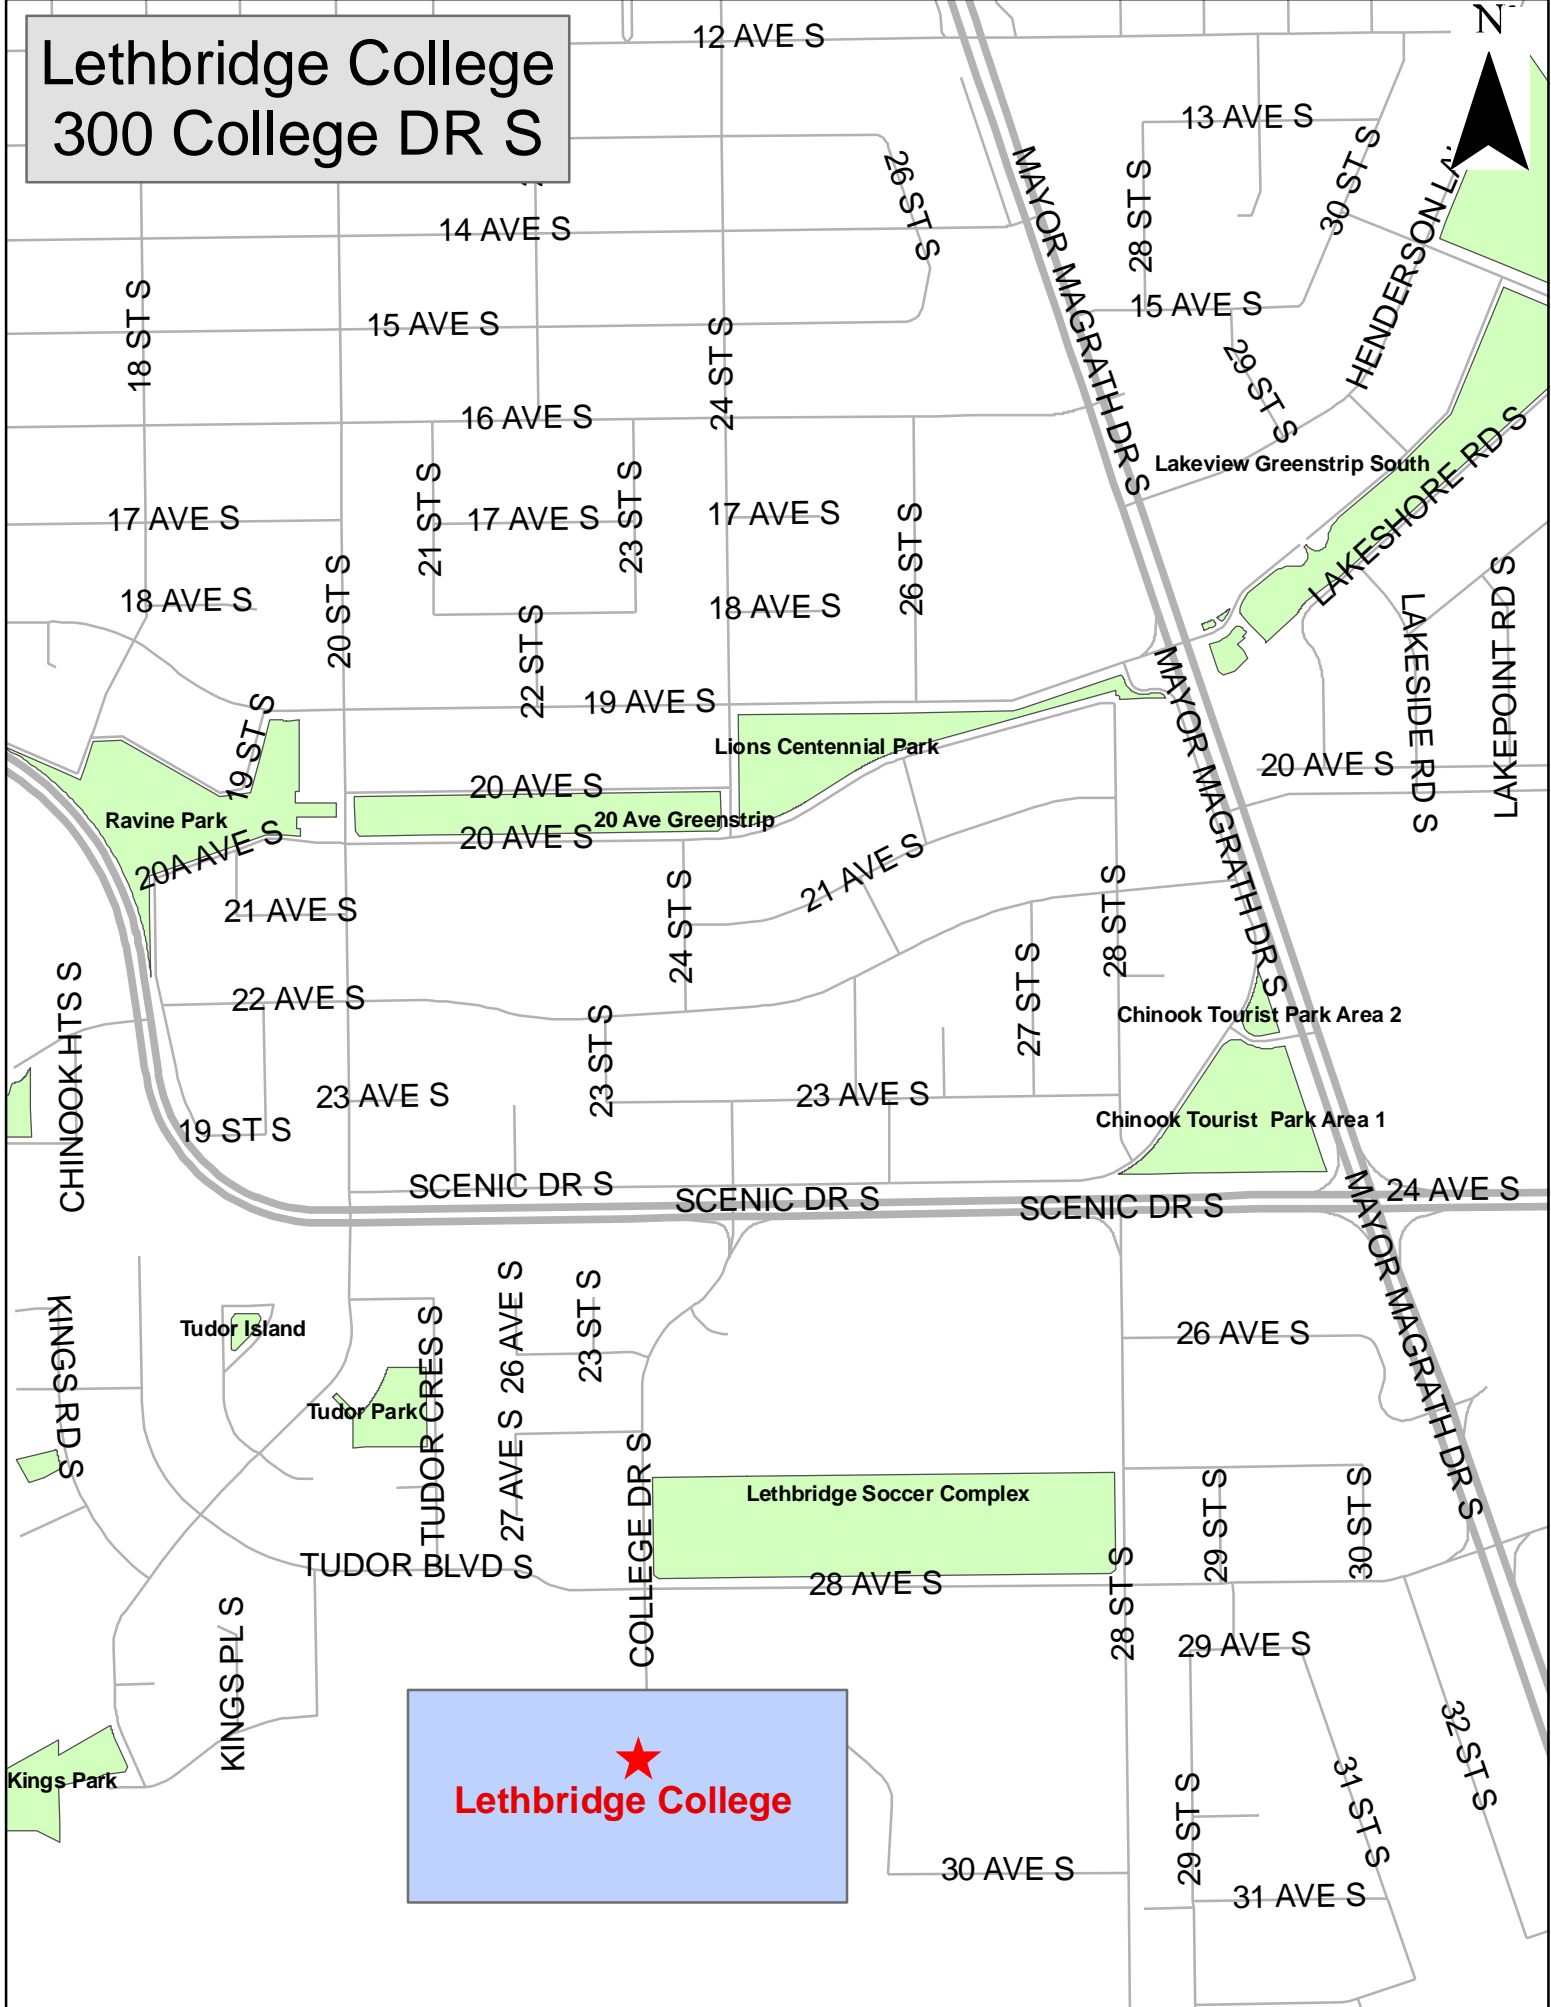 Lethbridge College
300 College DR S
N
12 AVE S
13 AVE S
26 ST S
MAYOR MAGRATH DR S
28 ST S
30 ST S
14 AVE S
18 ST S
15 AVE S
24 ST S
15 AVE S
29 ST S
16 AVE S
LAKESHORE RD S
Lakeview Greenstrip South
21 ST S
23 ST S
17 AVE S
17 AVE S
17 AVE S
26 ST S
20 ST S
18 AVE S
22 ST S
18 AVE S
LAKESIDE RD S
LAKEPOINT RD S
MAYOR MAGRATH DR S
19 ST S
19 AVE S
Lions Centennial Park
20 AVE S
20 AVE S
Ravine Park
20 Ave Greenstrip
20A AVE S
20 AVE S
21 AVE S
21 AVE S
24 ST S
28 ST S
CHINOOK HTS S
22 AVE S
23 ST S
27 ST S
Chinook Tourist Park Area 2
23 AVE S
23 AVE S
Chinook Tourist Park Area 1
19 ST S
SCENIC DR S
SCENIC DR S
SCENIC DR S
24 AVE S
MAYOR MAGRATH DR S
KINGS RD S
Tudor Island
TUDOR CRES S
26 AVE S
23 ST S
26 AVE S
Tudor Park
27 AVE S
COLLEGE DR S
Lethbridge Soccer Complex
29 ST S
30 ST S
TUDOR BLVD S
28 AVE S
28 ST S
KINGS PL S
29 AVE S
32 ST S
Kings Park
Lethbridge College
29 ST S
31 ST S
30 AVE S
31 AVE S
HENDERSON